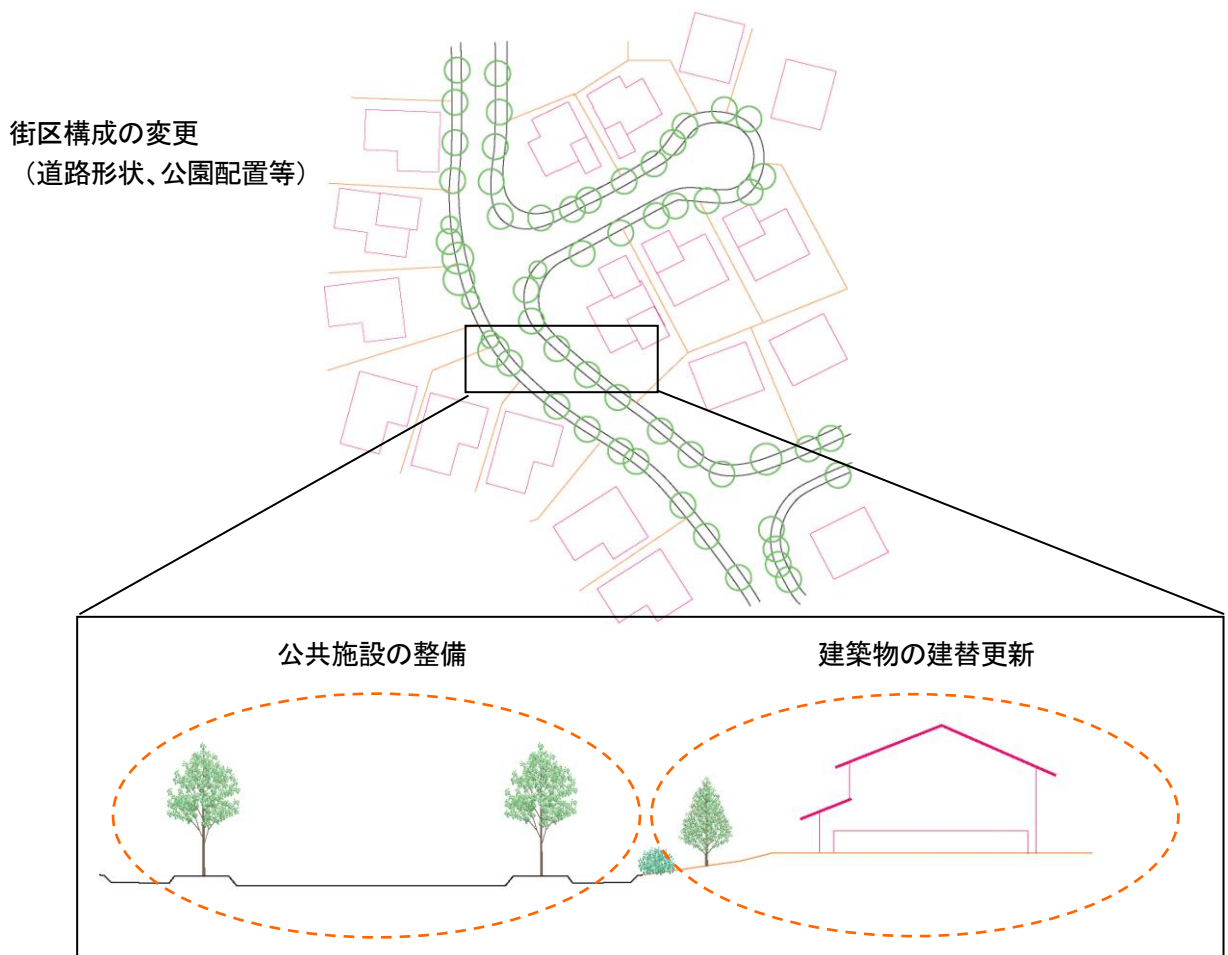 街区構成の変更
（道路形状、公園配置等）
公共施設の整備
建築物の建替更新